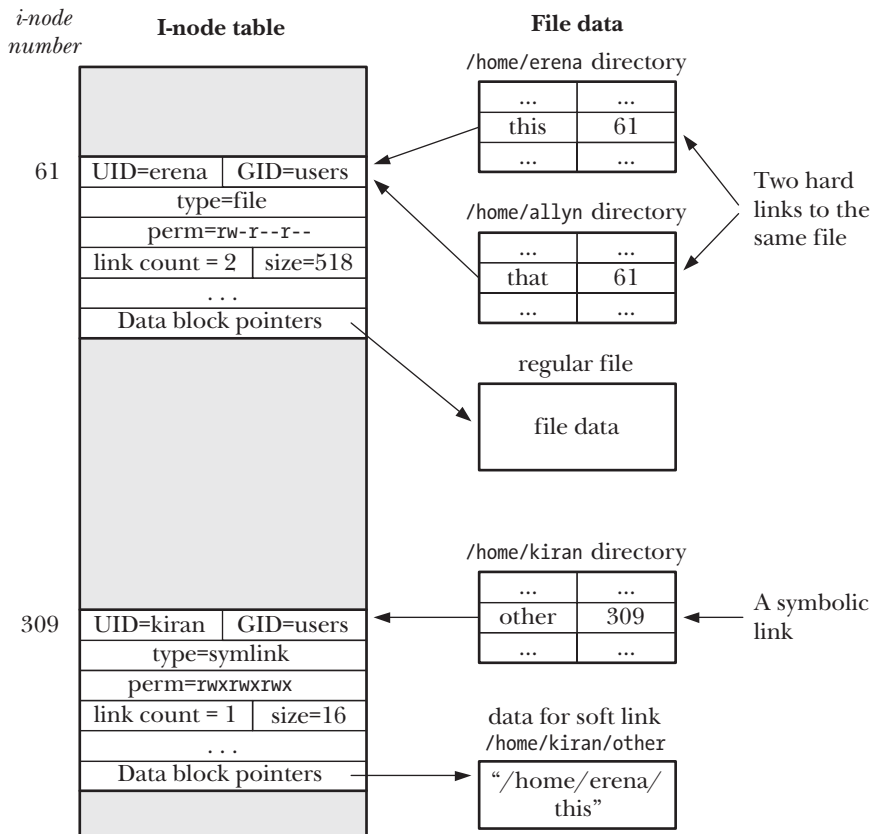 i-node
number
I-node table
File data
61
UID=erena GID=users
type=file
perm=rw-r--r--
link count = 2 size=518
. . .
Data block pointers
309
UID=kiran GID=users
type=symlink
perm=rwxrwxrwx
link count = 1 size=16
. . .
Data block pointers
/home/erena directory
... ...
this 61
... ...
/home/allyn directory
... ...
that 61
... ...
Two hard
links to the
same file
regular file
file data
/home/kiran directory
... ...
other 309
... ...
A symbolic
link
data for soft link
/home/kiran/other
“/home/erena/
this”